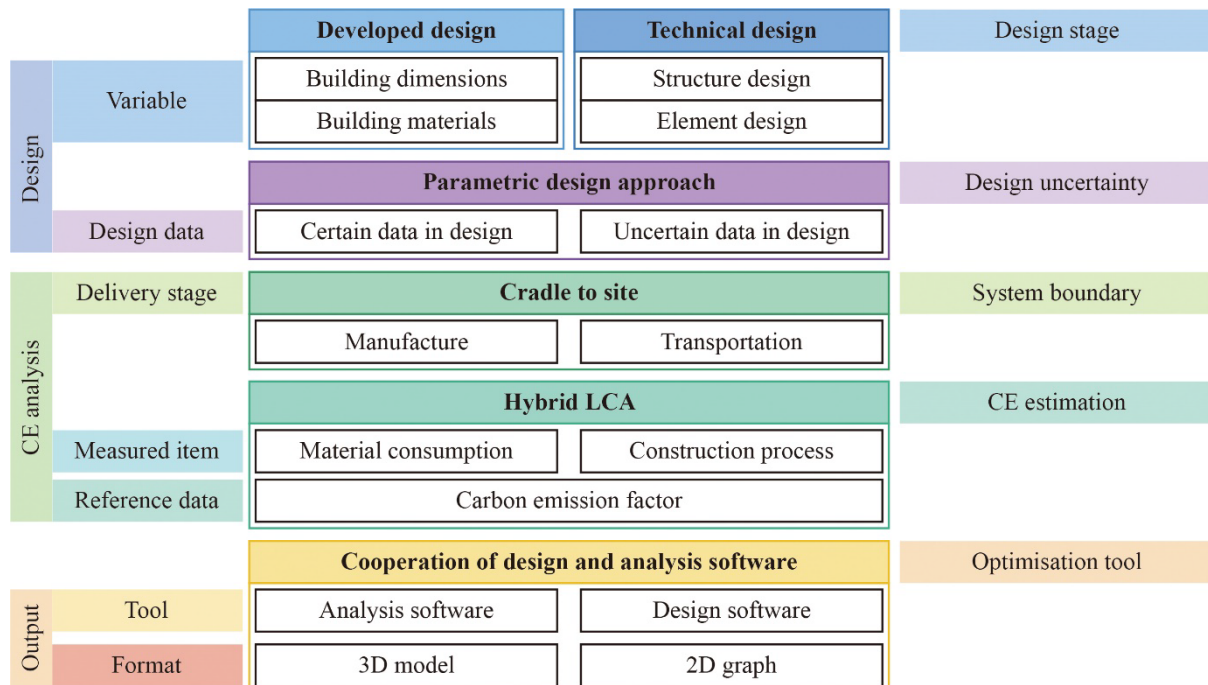 Developed design
Technical design
Design stage
Design
Variable
Building dimensions
Structure design
Building materials
Element design
Parametric design approach
Design uncertainty
Design data
Certain data in design
Uncertain data in design
CE analysis
Delivery stage
Cradle to site
System boundary
Manufacture
Transportation
Hybrid LCA
CE estimation
Measured item
Material consumption
Construction process
Reference data
Carbon emission factor
Cooperation of design and analysis software
Optimisation tool
Output
Tool
Analysis software
Design software
Format
3D model
2D graph